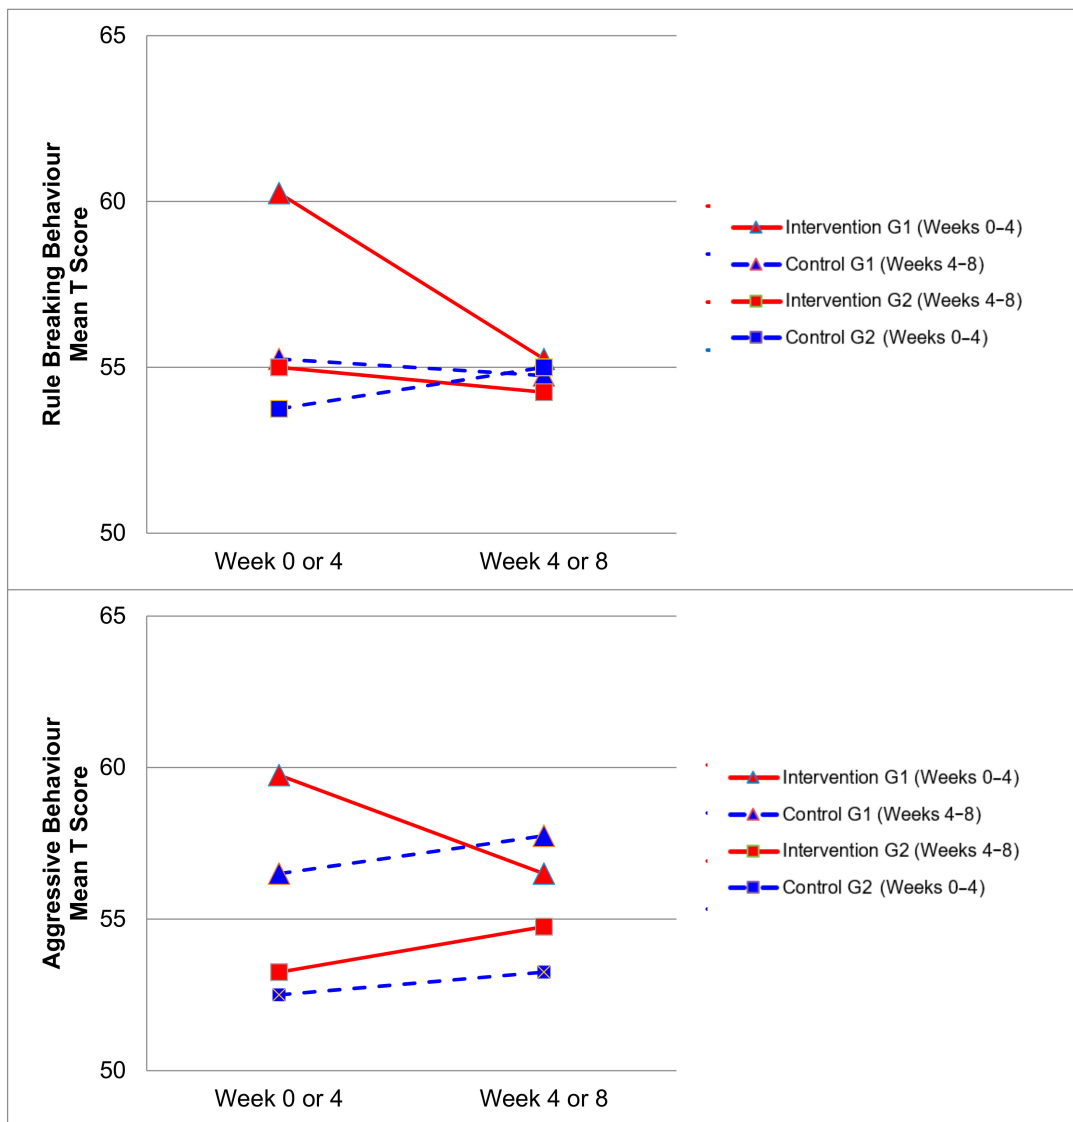 65
60
55
50
Rule Breaking Behaviour
Mean T Score
Week 0 or 4
Week 4 or 8
Intervention G1 (Weeks 0–4)
Control G1 (Weeks 4–8)
Intervention G2 (Weeks 4–8)
Control G2 (Weeks 0–4)
65
60
55
50
Aggressive Behaviour
Mean T Score
Week 0 or 4
Week 4 or 8
Intervention G1 (Weeks 0–4)
Control G1 (Weeks 4–8)
Intervention G2 (Weeks 4–8)
Control G2 (Weeks 0–4)